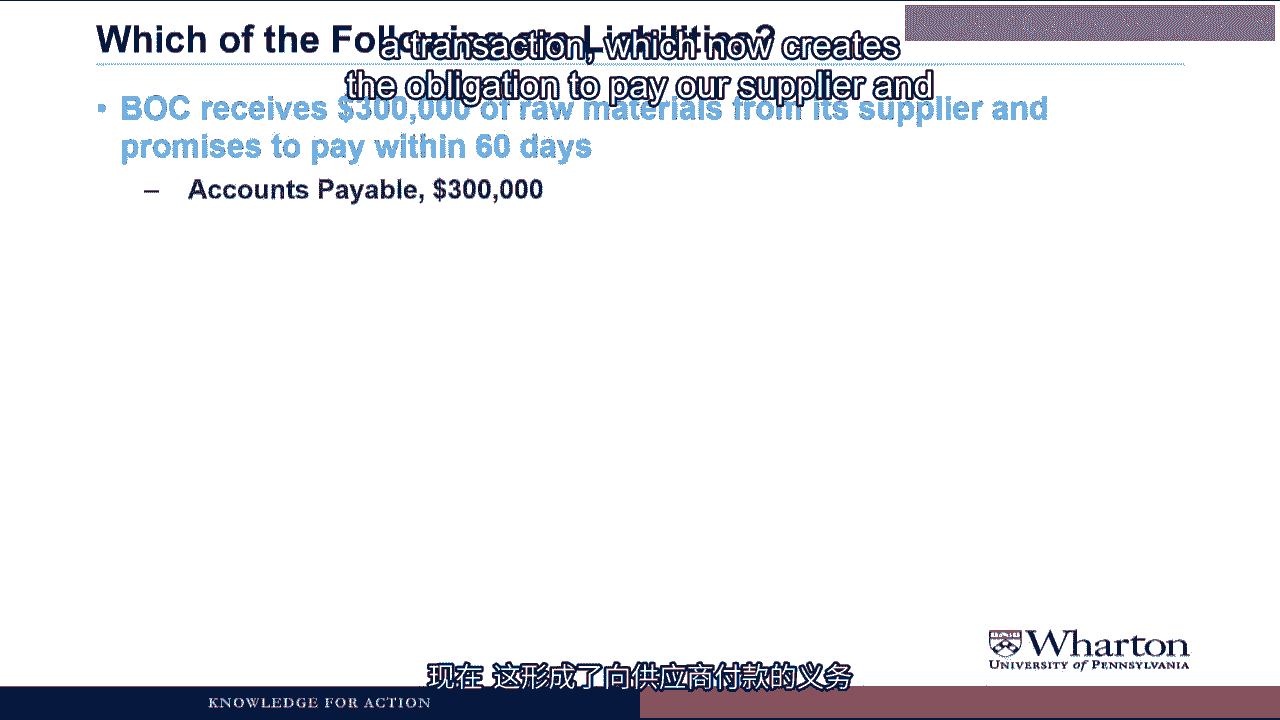 Which of the Following are Liabilities?
a transaction, which now creates
the obligation to pay our supplier and
• BOC receives $300,000 of raw materials from its supplier and
promises to pay within 60 days
– Accounts Payable, $300,000
Wharton
UNIVERSITY of PENNSYLVANIA
现在 这形成了向供应商付款的义务
KNOWLEDGE FOR ACTION